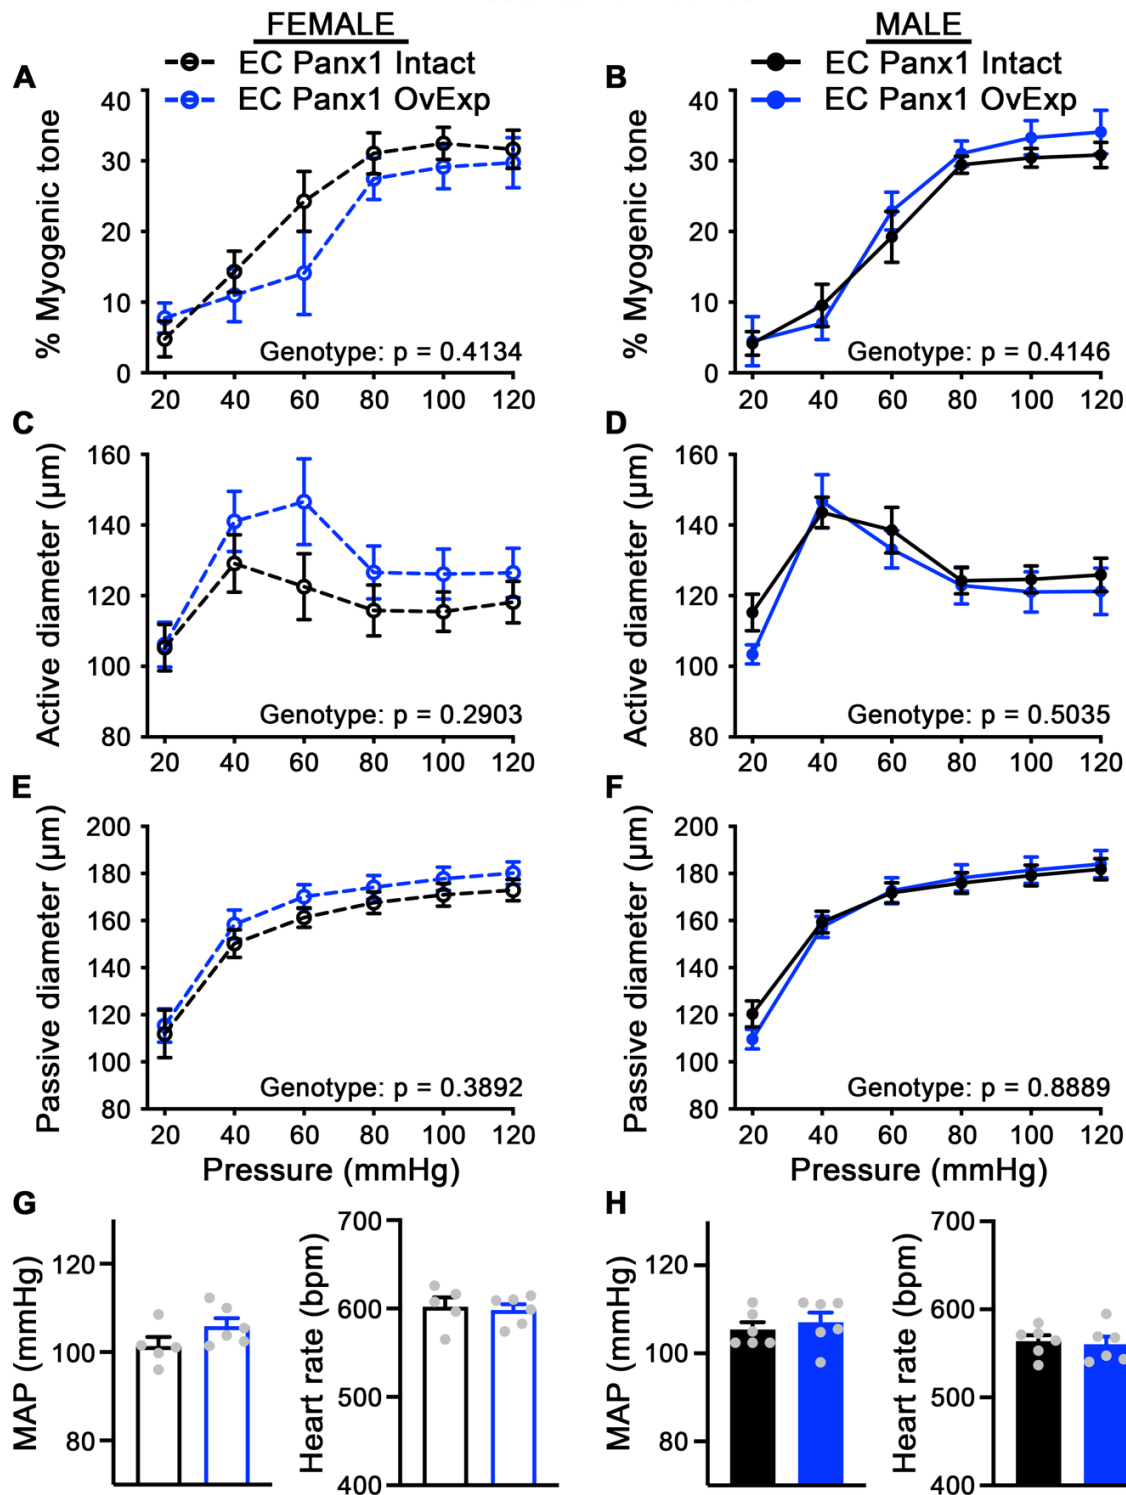 FEMALE
EC Panx1 Intact
EC Panx1 OvExp
MALE
EC Panx1 Intact
EC Panx1 OvExp
A
% Myogenic tone
40
30
20
10
0
Genotype: p = 0.4134
20 40 60 80 100 120
B
% Myogenic tone
40
30
20
10
0
Genotype: p = 0.4146
20 40 60 80 100 120
C
Active diameter (µm)
160
140
120
100
80
Genotype: p = 0.2903
20 40 60 80 100 120
D
Active diameter (µm)
160
140
120
100
80
Genotype: p = 0.5035
20 40 60 80 100 120
E
Passive diameter (µm)
200
180
160
140
120
100
80
Genotype: p = 0.3892
20 40 60 80 100 120
Pressure (mmHg)
F
Passive diameter (µm)
200
180
160
140
120
100
80
Genotype: p = 0.8889
20 40 60 80 100 120
Pressure (mmHg)
G
MAP (mmHg)
120
100
80
Heart rate (bpm)
700
600
500
400
H
MAP (mmHg)
120
100
80
Heart rate (bpm)
700
600
500
400